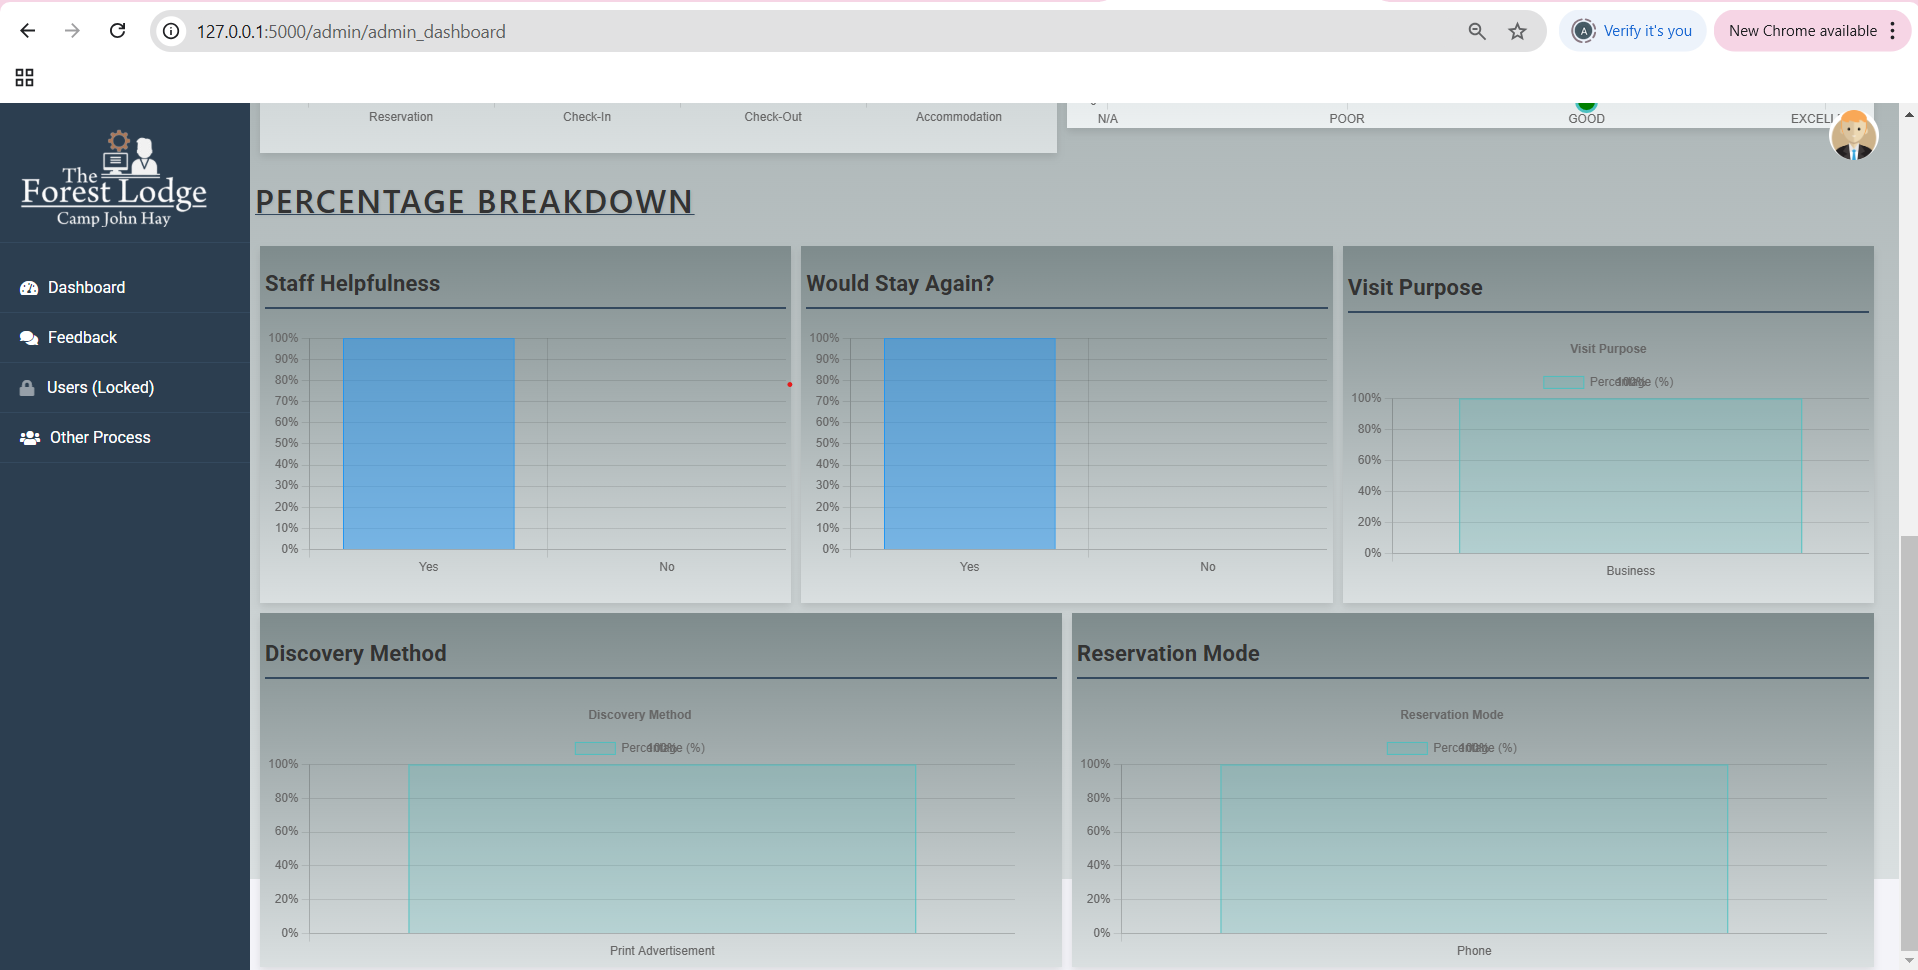 127.0.0.1:5000/admin/admin_dashboard
A
Verify it's you
New Chrome available
The
Forest Lodge
Camp John Hay
Dashboard
Feedback
Users (Locked)
Other Process
Reservation
Check-In
Check-Out
Accommodation
N/A
POOR
GOOD
PERCENTAGE BREAKDOWN
Staff Helpfulness
100%
90%
80%
70%
60%
50%
40%
30%
20%
10%
0%
Yes
No
Would Stay Again?
100%
90%
80%
70%
60%
50%
40%
30%
20%
10%
0%
Yes
No
Visit Purpose
Visit Purpose
Percentage (%)
100%
100%
80%
60%
40%
20%
0%
Business
Discovery Method
Discovery Method
Percentage (%)
100%
100%
80%
60%
40%
20%
0%
Print Advertisement
Reservation Mode
Reservation Mode
Percentage (%)
100%
100%
80%
60%
40%
20%
0%
Phone